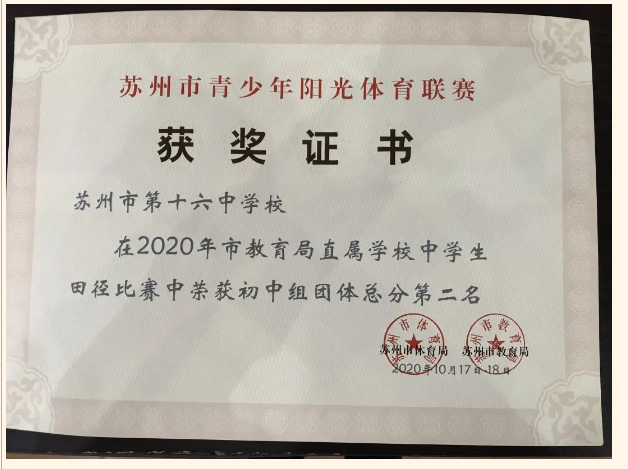 苏州市青少年阳光体育联赛
获奖证书
苏州市第十六中学校
在2020年市教育局直属学校中学生
田径比赛中荣获初中组团体总分第二名
苏州市体育局 苏州市教育局
2020年10月17日-18日